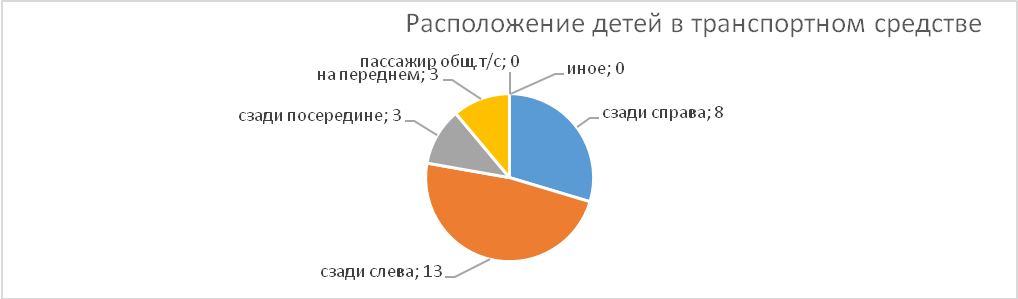 Расположение детей в транспортном средстве
пассажир общ.т/с; 0
иное; 0
на переднем; 3
сзади посередине; 3
сзади справа; 8
сзади слева; 13